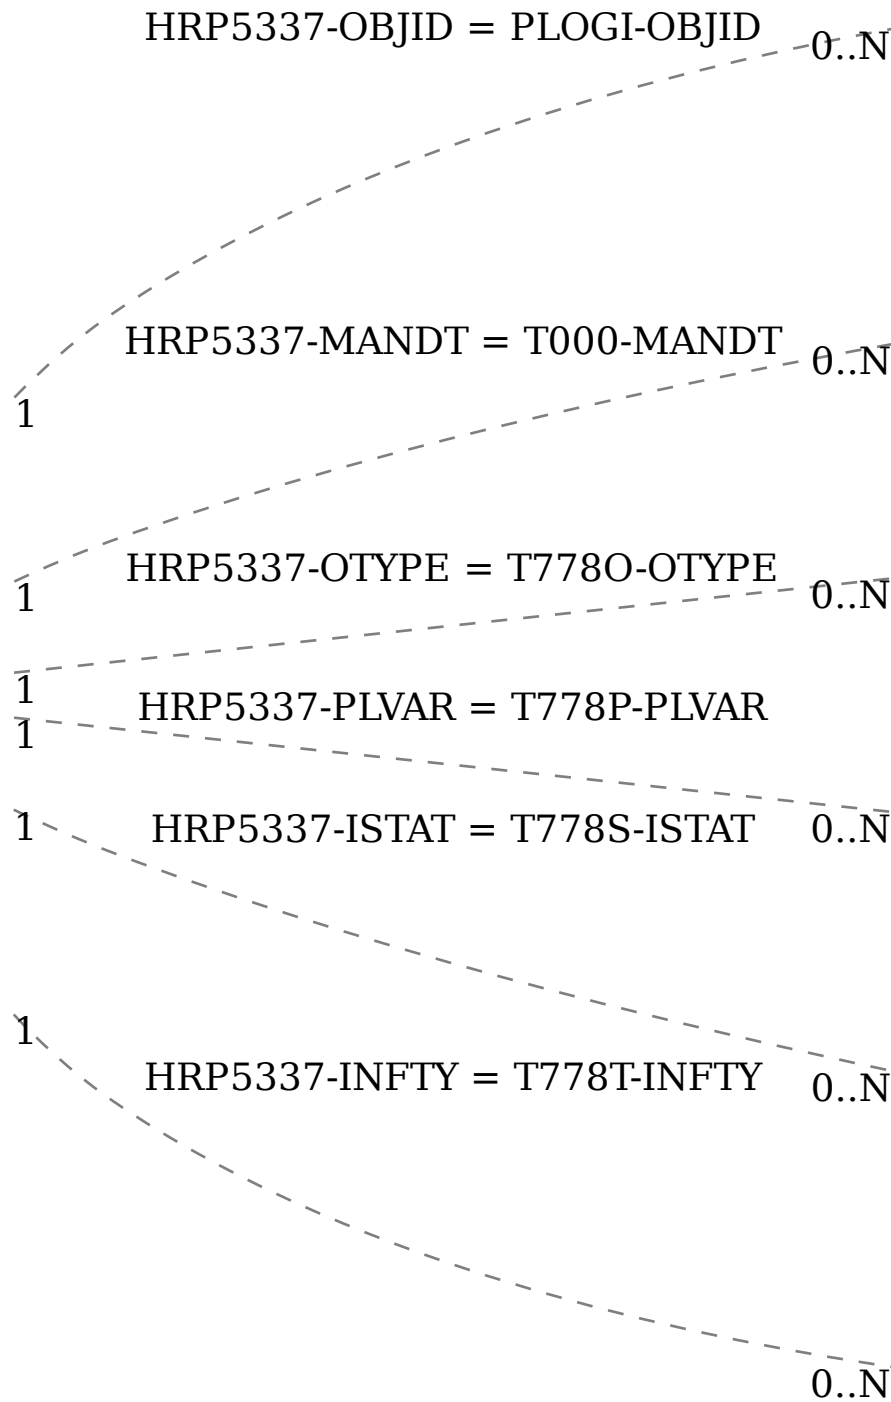 HRP5337-OBJID = PLOGI-OBJID
0..N
HRP5337-MANDT = T000-MANDT
0..N
1
HRP5337-OTYPE = T778O-OTYPE
0..N
1
1
HRP5337-PLVAR = T778P-PLVAR
1
1
HRP5337-ISTAT = T778S-ISTAT
0..N
1
HRP5337-INFTY = T778T-INFTY
0..N
0..N